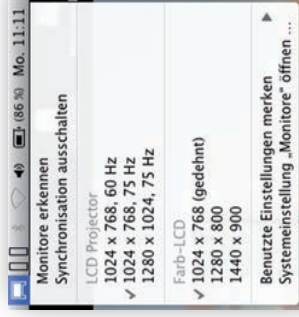 (86 %) Mo. 11:11
Monitore erkennen
Synchronisation ausschalten
LCD Projector
1024 x 768, 60 Hz
✓ 1024 x 768, 75 Hz
1280 x 1024, 75 Hz
Farb-LCD
✓ 1024 x 768 (gedehnt)
1280 x 800
1440 x 900
Benutzte Einstellungen merken ▶
Systemeinstellung „Monitore“ öffnen ...